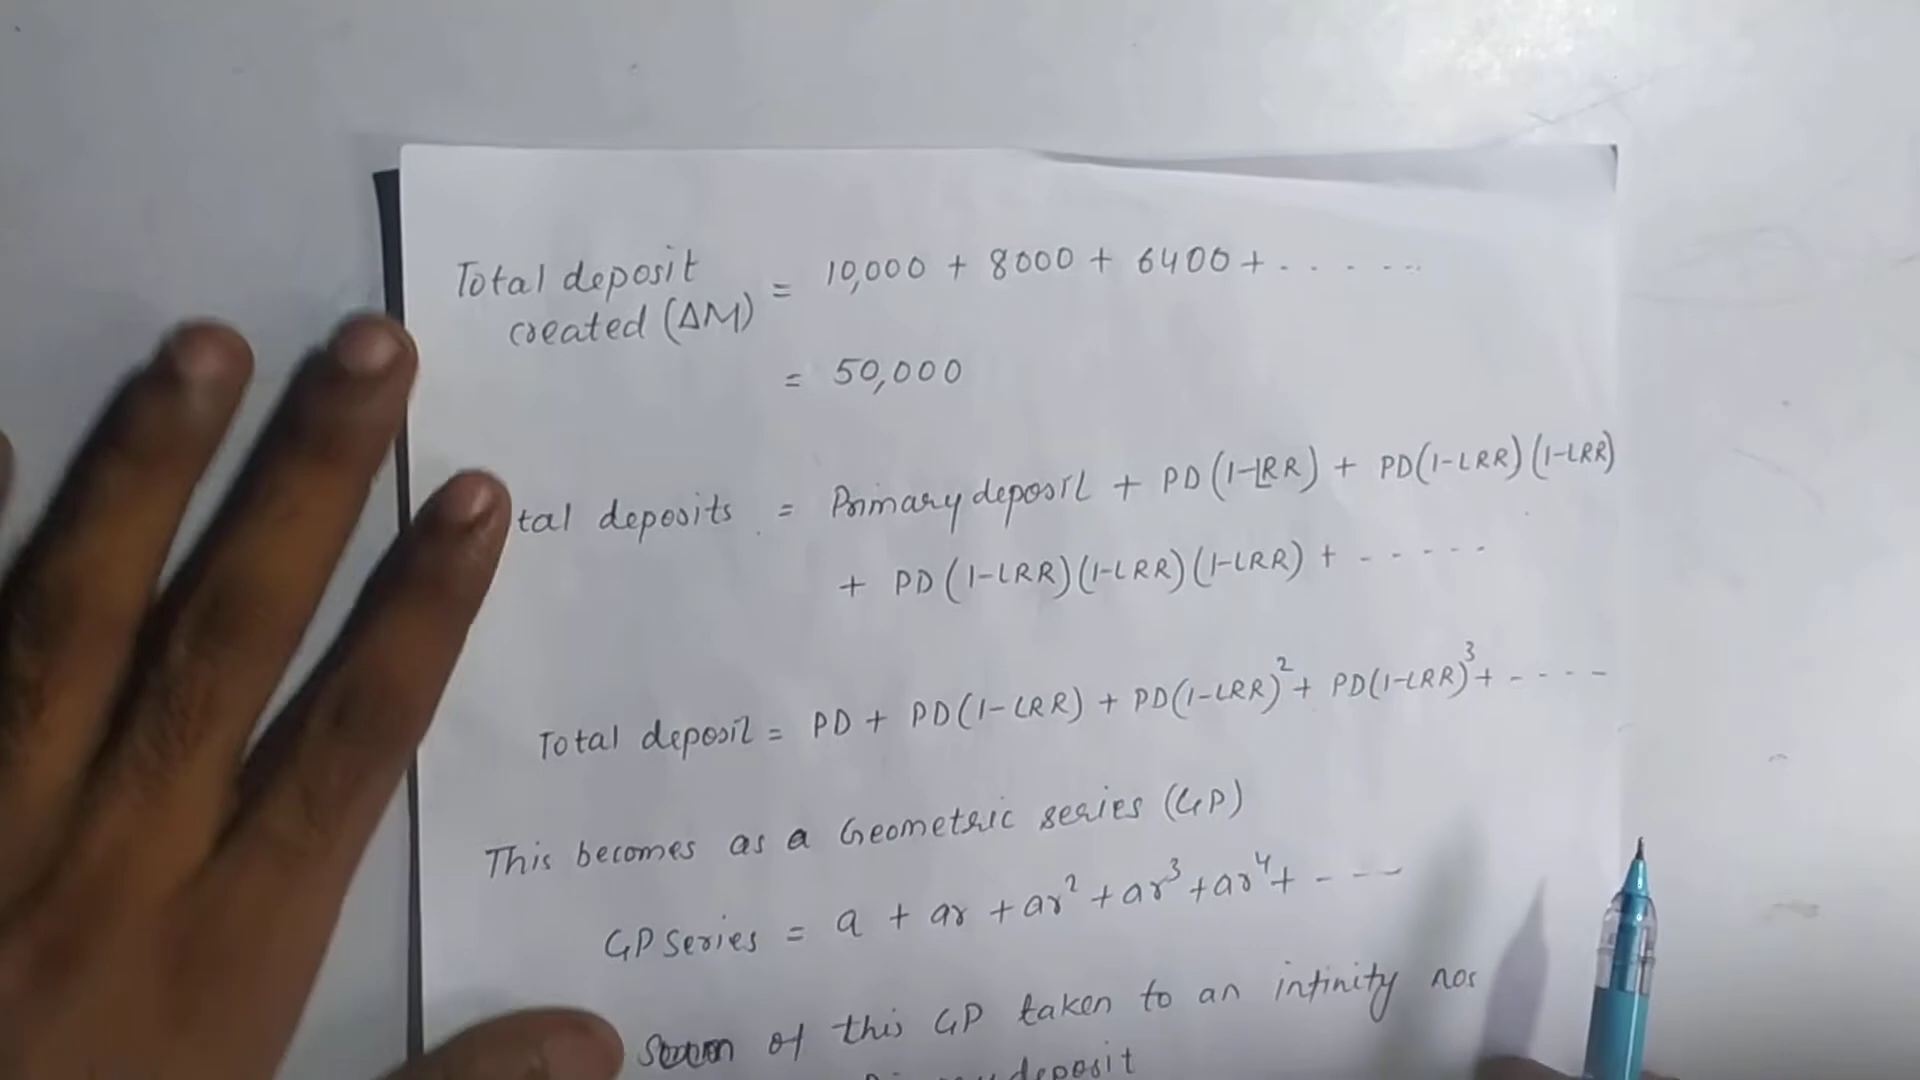 Total deposit = 10,000 + 8000 + 6400 + - - - - - -
created (ΔM)
= 50,000
tal deposits = Primary deposit + PD (1-LRR) + PD(1-LRR) (1-LRR)
+ PD (1-LRR) (1-LRR) (1-LRR) + - - - - -
Total deposit = PD + PD (1-LRR) + PD(1-LRR)² + PD(1-LRR)³ + - - - -
This becomes as a Geometric series (GP)
GP Series = a + ar + ar² + ar³ + ar⁴ + - - -
of this GP taken to an infinity nos
deposit